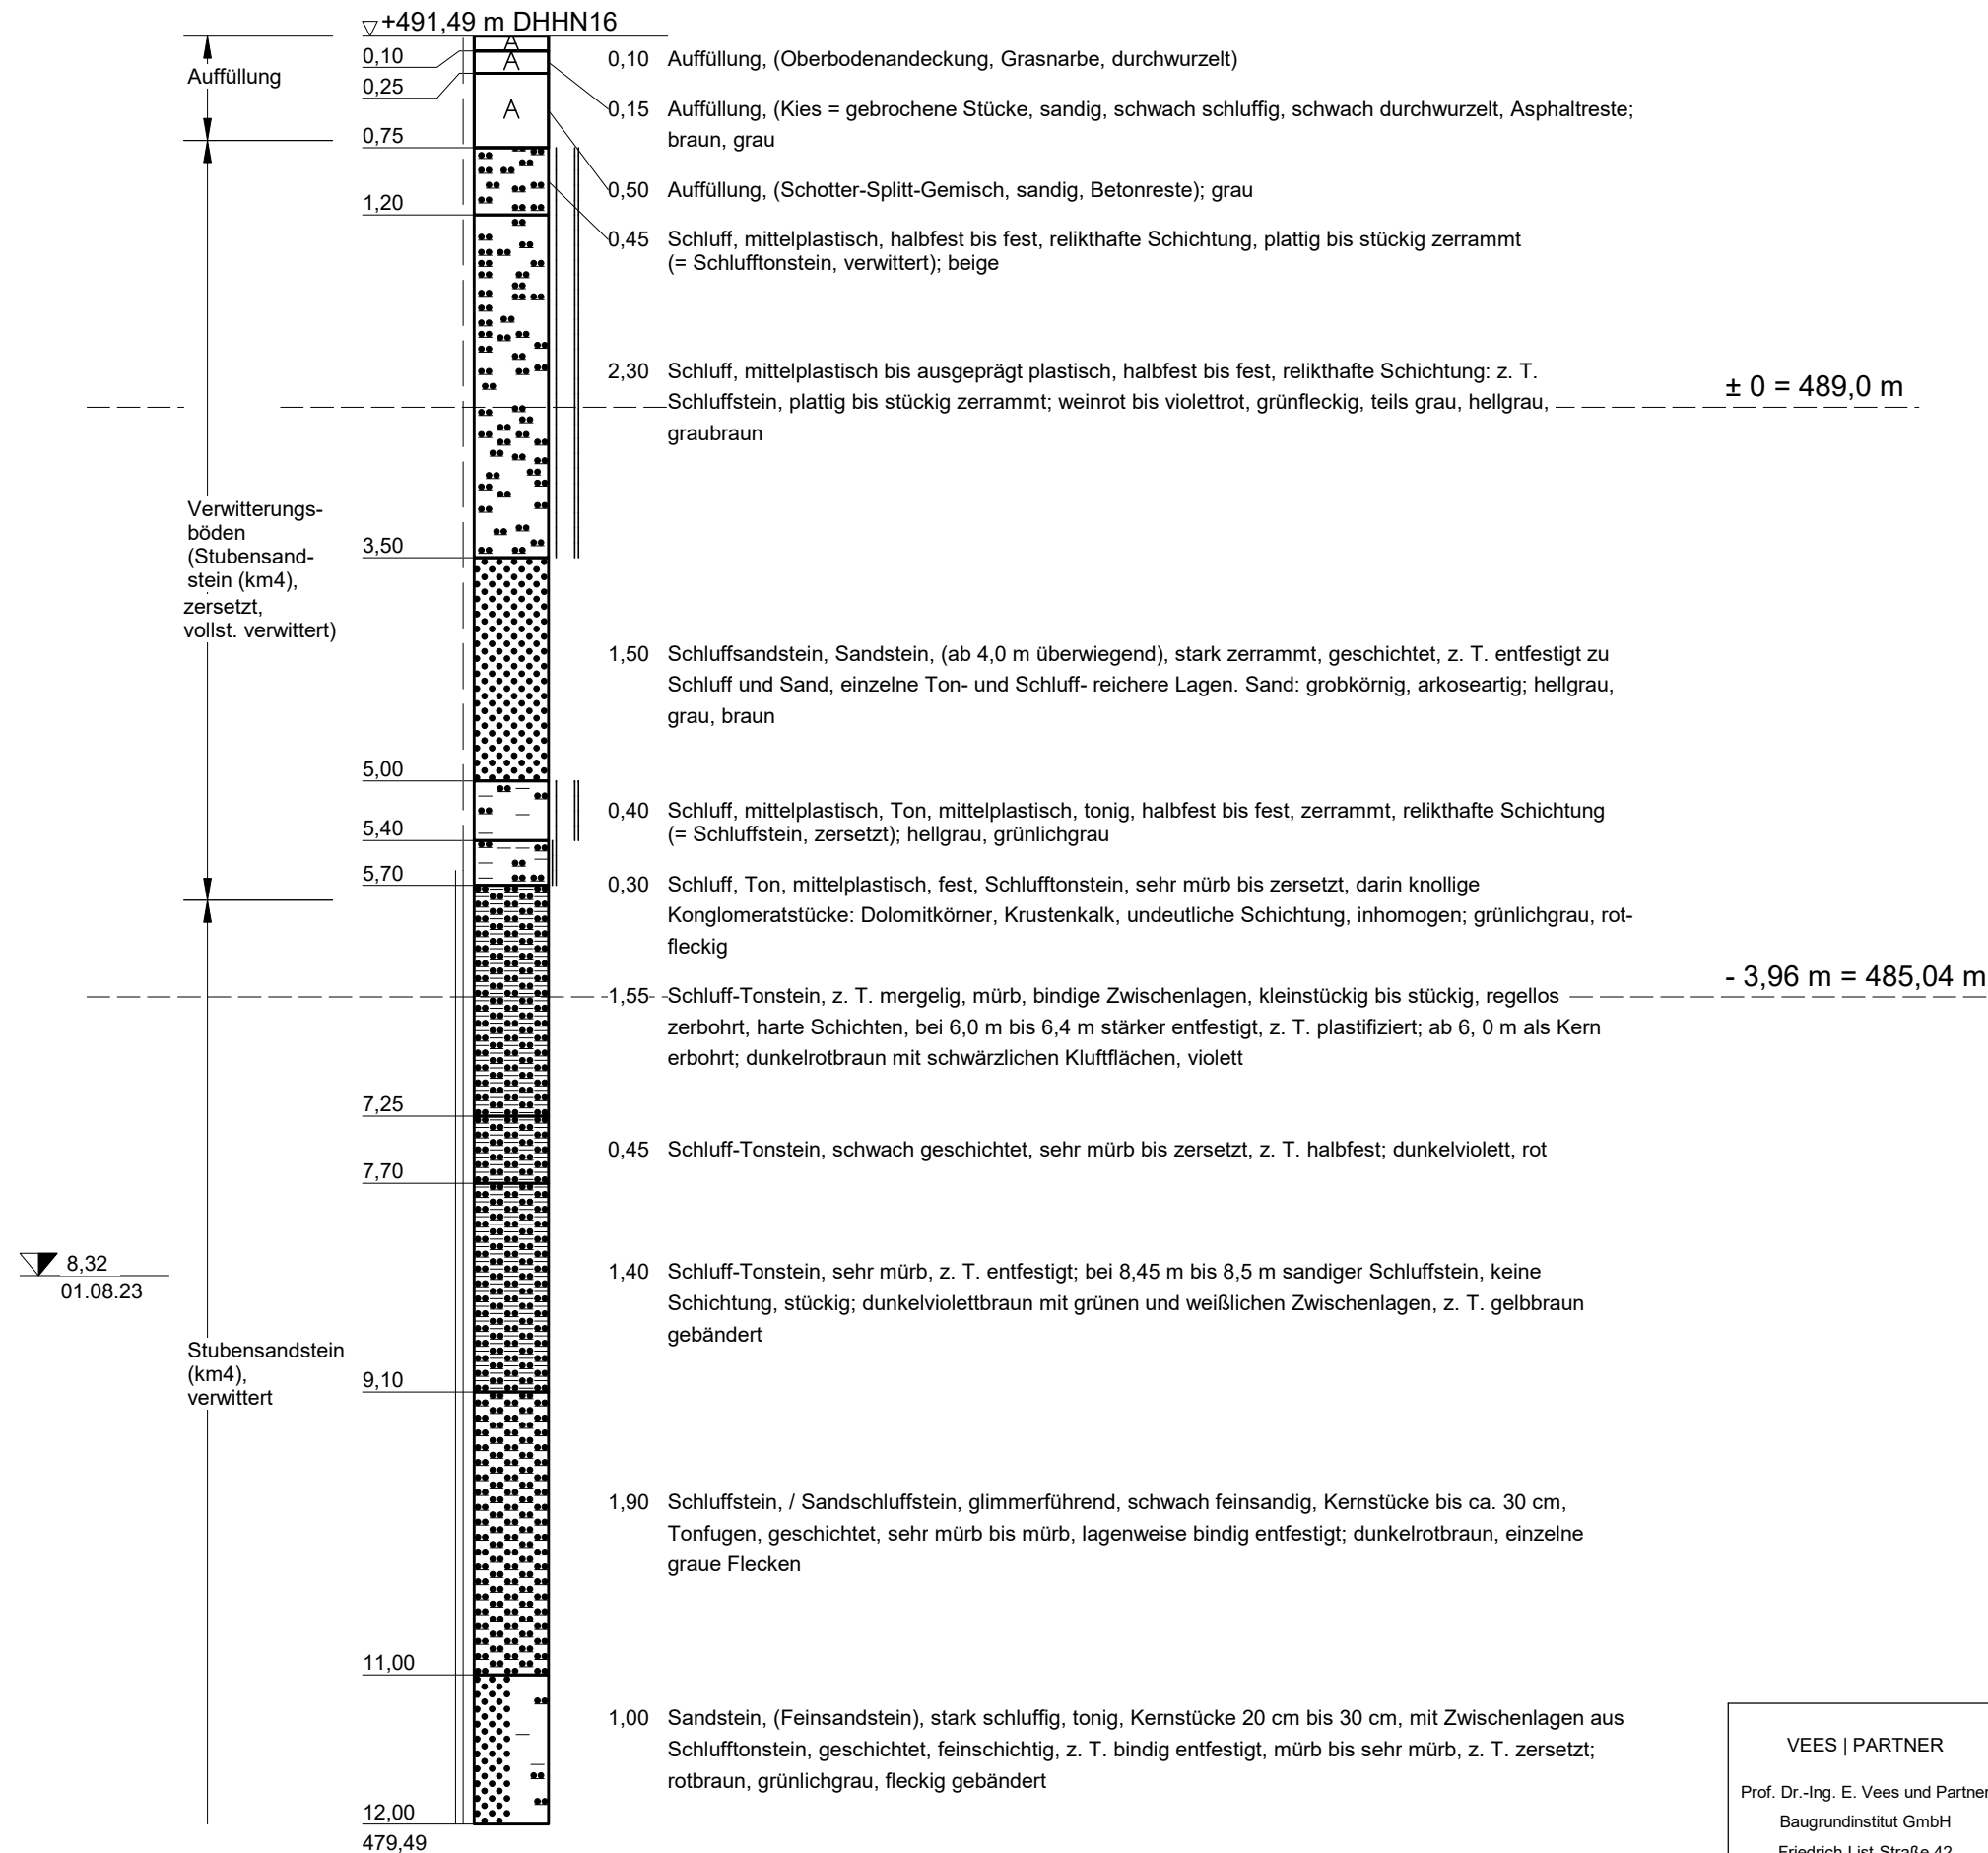 +491,49 m DHHN16
Auffüllung
0,10
0,25
0,75
1,20
3,50
5,00
5,40
5,70
7,25
7,70
9,10
11,00
12,00
479,49
A
A
A
0,10 Auffüllung, (Oberbodenandeckung, Grasnarbe, durchwurzelt)
0,15 Auffüllung, (Kies = gebrochene Stücke, sandig, schwach schluffig, schwach durchwurzelt, Asphaltreste;
braun, grau
0,50 Auffüllung, (Schotter-Splitt-Gemisch, sandig, Betonreste); grau
0,45 Schluff, mittelplastisch, halbfest bis fest, relikthafte Schichtung, plattig bis stückig zerrammt
(= Schlufftonstein, verwittert); beige
2,30 Schluff, mittelplastisch bis ausgeprägt plastisch, halbfest bis fest, relikthafte Schichtung: z. T.
Schluffstein, plattig bis stückig zerrammt; weinrot bis violettrot, grünfleckig, teils grau, hellgrau,
graubraun
± 0 = 489,0 m
Verwitterungs-
böden
(Stubensand-
stein (km4),
zersetzt,
vollst. verwittert)
1,50 Schluffsandstein, Sandstein, (ab 4,0 m überwiegend), stark zerrammt, geschichtet, z. T. entfestigt zu
Schluff und Sand, einzelne Ton- und Schluff- reichere Lagen. Sand: grobkörnig, arkoseartig; hellgrau,
grau, braun
0,40 Schluff, mittelplastisch, Ton, mittelplastisch, tonig, halbfest bis fest, zerrammt, relikthafte Schichtung
(= Schluffstein, zersetzt); hellgrau, grünlichgrau
0,30 Schluff, Ton, mittelplastisch, fest, Schlufftonstein, sehr mürb bis zersetzt, darin knollige
Konglomeratstücke: Dolomitkörner, Krustenkalk, undeutliche Schichtung, inhomogen; grünlichgrau, rot-
fleckig
- 3,96 m = 485,04 m
1,55 Schluff-Tonstein, z. T. mergelig, mürb, bindige Zwischenlagen, kleinstückig bis stückig, regellos
zerbohrt, harte Schichten, bei 6,0 m bis 6,4 m stärker entfestigt, z. T. plastifiziert; ab 6, 0 m als Kern
erbohrt; dunkelrotbraun mit schwärzlichen Kluftflächen, violett
0,45 Schluff-Tonstein, schwach geschichtet, sehr mürb bis zersetzt, z. T. halbfest; dunkelviolett, rot
8,32
01.08.23
1,40 Schluff-Tonstein, sehr mürb, z. T. entfestigt; bei 8,45 m bis 8,5 m sandiger Schluffstein, keine
Schichtung, stückig; dunkelviolettbraun mit grünen und weißlichen Zwischenlagen, z. T. gelbbraun
gebändert
Stubensandstein
(km4),
verwittert
1,90 Schluffstein, / Sandschluffstein, glimmerführend, schwach feinsandig, Kernstücke bis ca. 30 cm,
Tonfugen, geschichtet, sehr mürb bis mürb, lagenweise bindig entfestigt; dunkelrotbraun, einzelne
graue Flecken
1,00 Sandstein, (Feinsandstein), stark schluffig, tonig, Kernstücke 20 cm bis 30 cm, mit Zwischenlagen aus
Schlufftonstein, geschichtet, feinschichtig, z. T. bindig entfestigt, mürb bis sehr mürb, z. T. zersetzt;
rotbraun, grünlichgrau, fleckig gebändert
VEES | PARTNER
Prof. Dr.-Ing. E. Vees und Partner
Baugrundinstitut GmbH
Friedrich-List-Straße 42